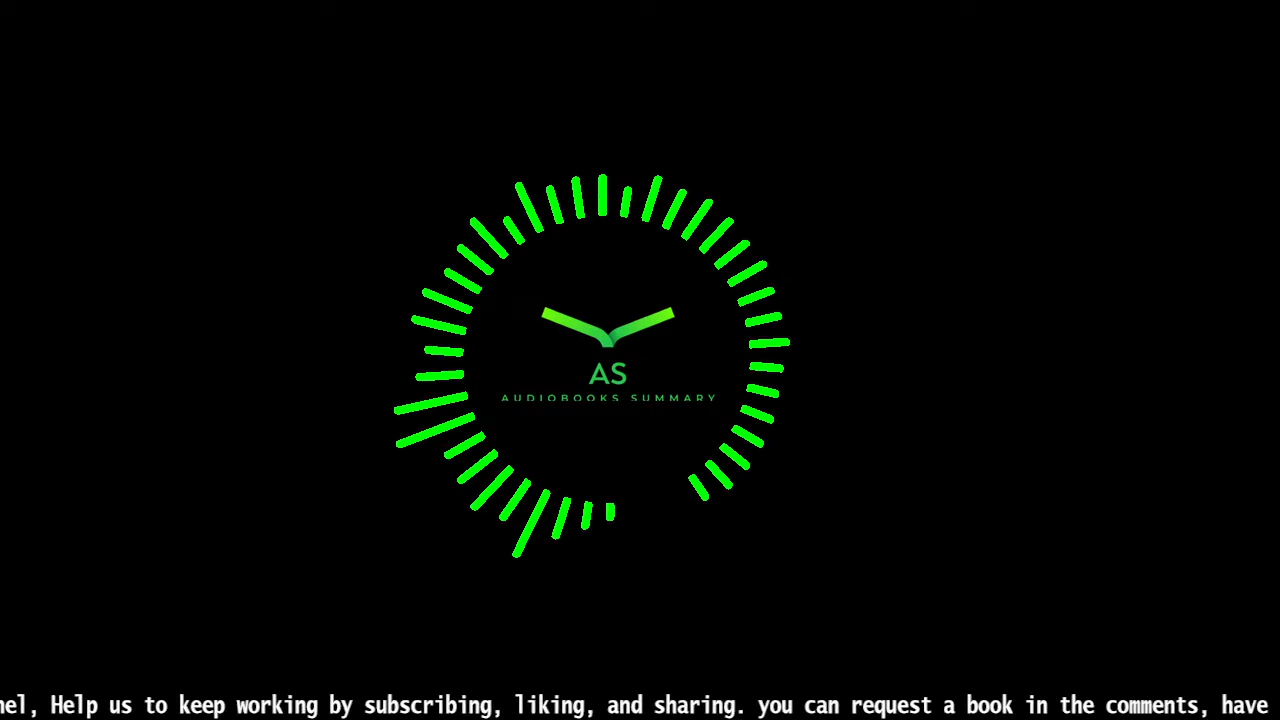 AS
AUDIOBOOKS SUMMARY
nel, Help us to keep working by subscribing, liking, and sharing. you can request a book in the comments, have